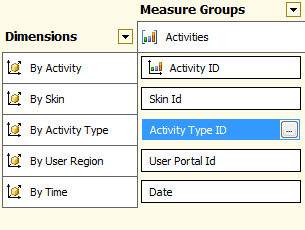 Measure Groups
Dimensions
Activities
By Activity
Activity ID
By Skin
Skin Id
By Activity Type
Activity Type ID
...
By User Region
User Portal Id
By Time
Date